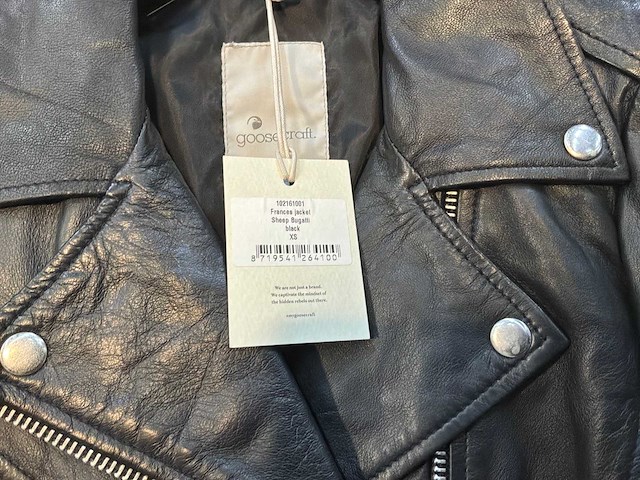 goosecraft.
102161001
Frances jacket
Sheep Bugatti
black
XS
8 719541 264100
We are not just a brand.
We captivate the mindset of
the hidden rebels out there.